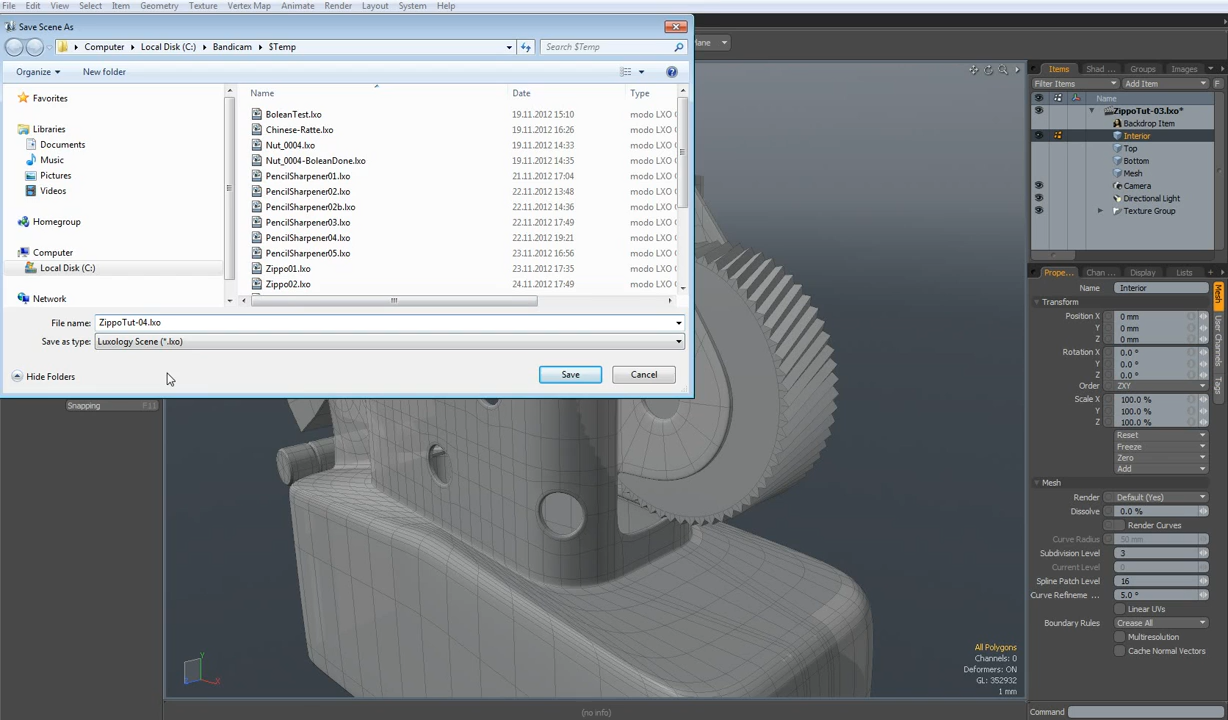 File Edit View Select Item Geometry Texture Vertex Map Animate Render Layout System Help
Save Scene As
Computer Local Disk (C:) Bandicam $Temp
Search $Temp
Organize New folder
Favorites
Libraries
Documents
Music
Pictures
Videos
Homegroup
Computer
Local Disk (C:)
Network
Name Date Type
BoleanTest.lxo 19.11.2012 15:10 modo LXO
Chinese-Ratte.lxo 19.11.2012 16:26 modo LXO
Nut_0004.lxo 19.11.2012 14:33 modo LXO
Nut_0004-BoleanDone.lxo 19.11.2012 14:35 modo LXO
PencilSharpener01.lxo 21.11.2012 17:04 modo LXO
PencilSharpener02.lxo 22.11.2012 13:48 modo LXO
PencilSharpener02b.lxo 22.11.2012 14:36 modo LXO
PencilSharpener03.lxo 22.11.2012 17:49 modo LXO
PencilSharpener04.lxo 22.11.2012 19:21 modo LXO
PencilSharpener05.lxo 23.11.2012 16:56 modo LXO
Zippo01.lxo 23.11.2012 17:35 modo LXO
Zippo02.lxo 24.11.2012 17:49 modo LXO
File name: ZippoTut-04.lxo
Save as type: Luxology Scene (*.lxo)
Hide Folders
Save Cancel
Snapping F11
ane
All Polygons
Channels: 0
Deformers: ON
GL: 352932
1 mm
(no info)
Y
X
Z
Items Shad ... Groups Images
Filter Items Add Item F
Name
ZippoTut-03.lxo*
Backdrop Item
Interior
Top
Bottom
Mesh
Camera
Directional Light
Texture Group
Prope... Chan ... Display Lists +
Name Interior
Transform
Position X 0 mm
Y 0 mm
Z 0 mm
Rotation X 0.0 °
Y 0.0 °
Z 0.0 °
Order ZXY
Scale X 100.0 %
Y 100.0 %
Z 100.0 %
Reset
Freeze
Zero
Add
Mesh
Render Default (Yes)
Dissolve 0.0 %
Render Curves
Curve Radius 50 mm
Subdivision Level 3
Current Level 0
Spline Patch Level 16
Curve Refineme ... 5.0 °
Linear UVs
Boundary Rules Crease All
Multiresolution
Cache Normal Vectors
Mesh
User Channels
Tags
Command